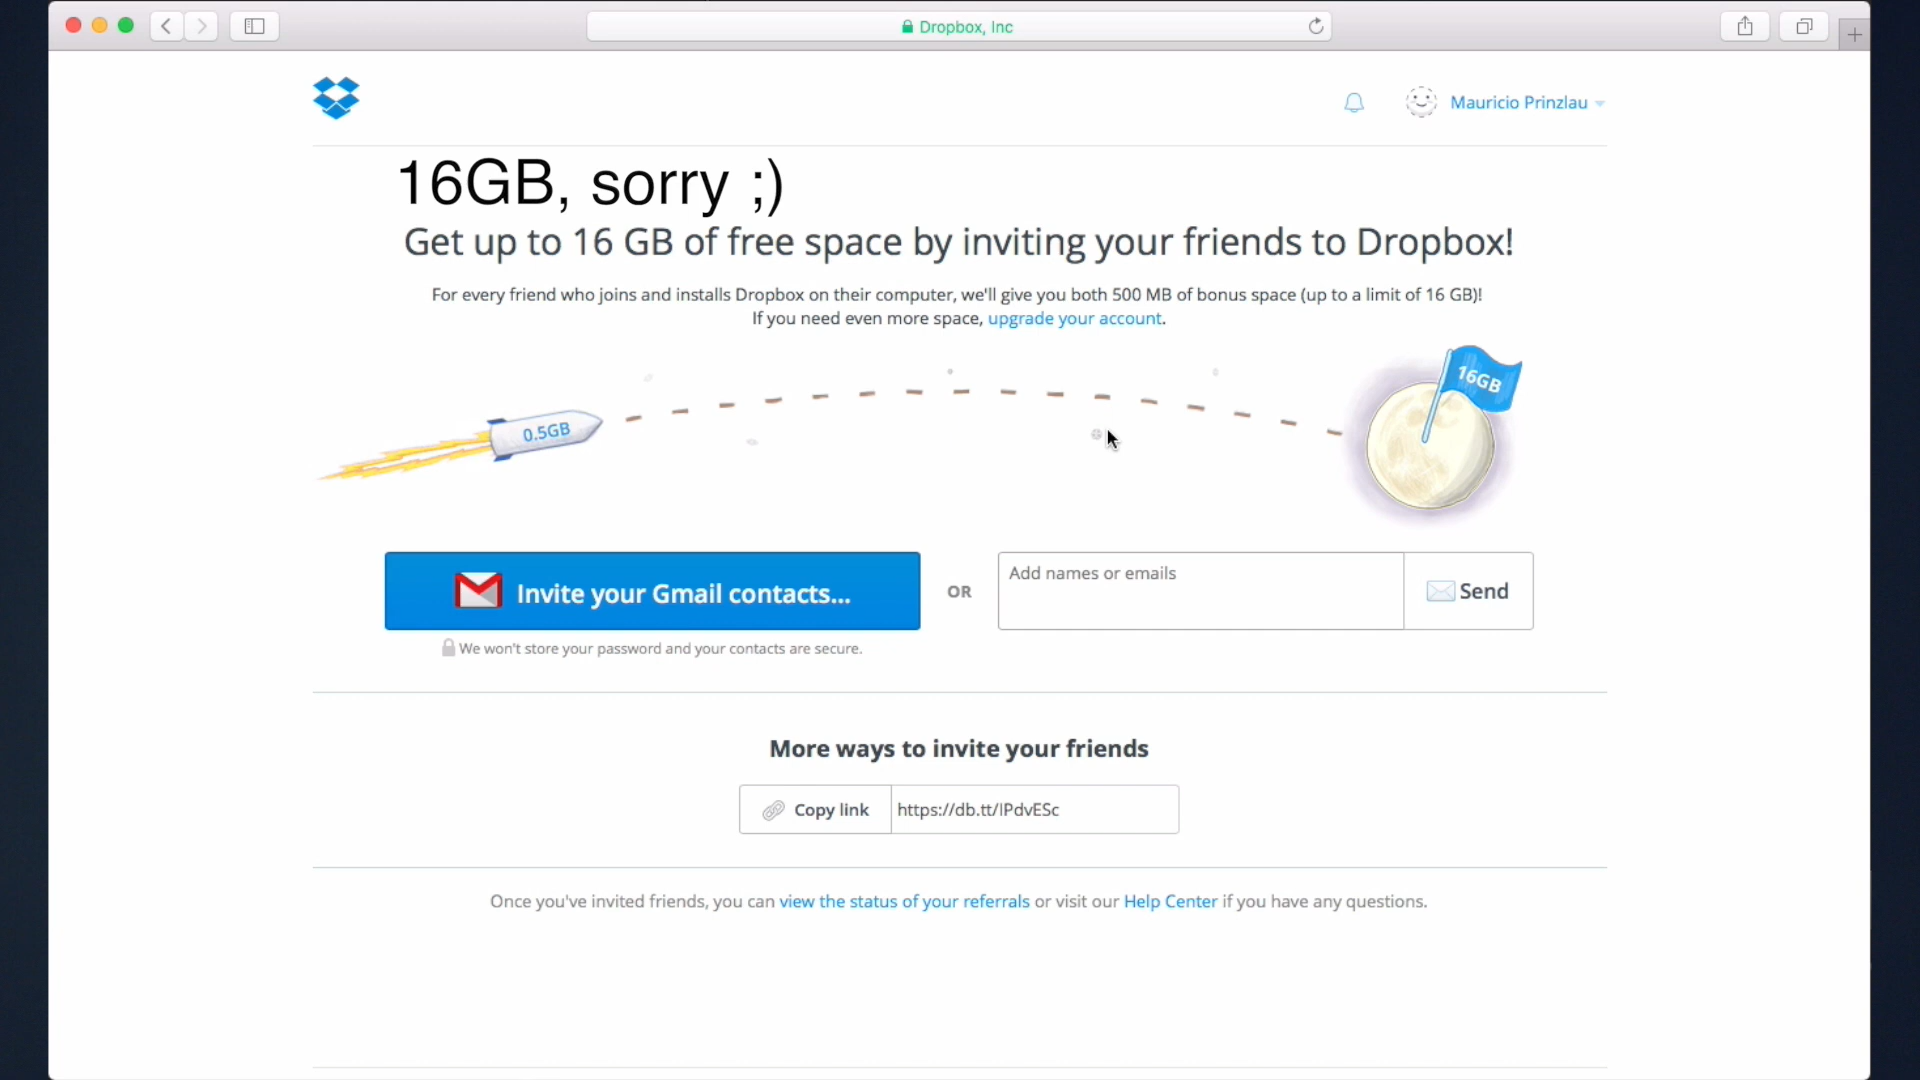 Dropbox, Inc
Mauricio Prinzlau
16GB, sorry ;)
Get up to 16 GB of free space by inviting your friends to Dropbox!
For every friend who joins and installs Dropbox on their computer, we'll give you both 500 MB of bonus space (up to a limit of 16 GB)!
If you need even more space, upgrade your account.
16GB
0.5GB
Invite your Gmail contacts...
OR
Add names or emails
Send
We won't store your password and your contacts are secure.
More ways to invite your friends
Copy link
https://db.tt/lPdvESc
Once you've invited friends, you can view the status of your referrals or visit our Help Center if you have any questions.